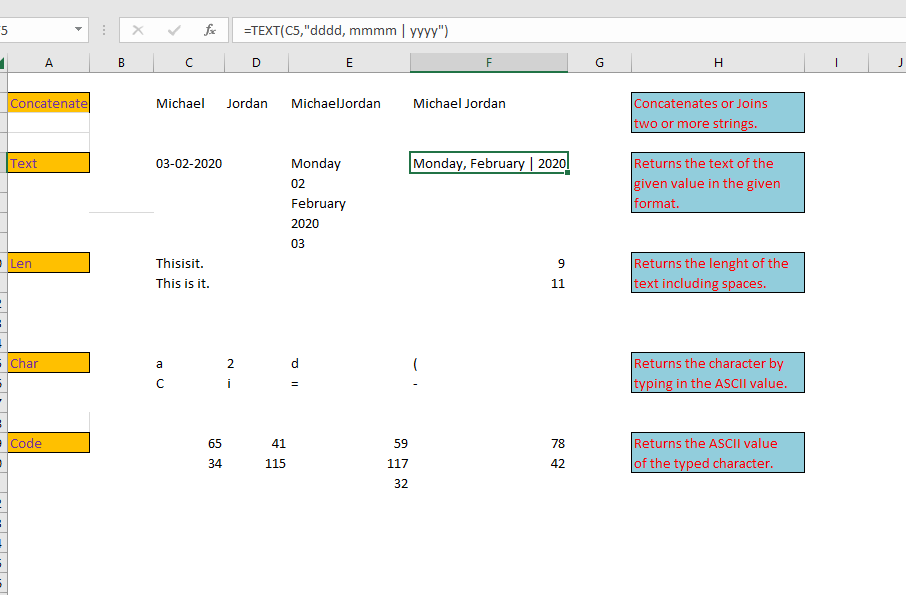 5 =TEXT(C5,"dddd, mmmm | yyyy")
A B C D E F G H I J
Concatenate Michael Jordan MichaelJordan Michael Jordan Concatenates or Joins
two or more strings.
Text 03-02-2020 Monday Monday, February | 2020 Returns the text of the
02 given value in the given
February format.
2020
03
Len Thisisit. 9 Returns the lenght of the
This is it. 11 text including spaces.
Char a 2 d ( Returns the character by
C i = - typing in the ASCII value.
Code 65 41 59 78 Returns the ASCII value
34 115 117 42 of the typed character.
32